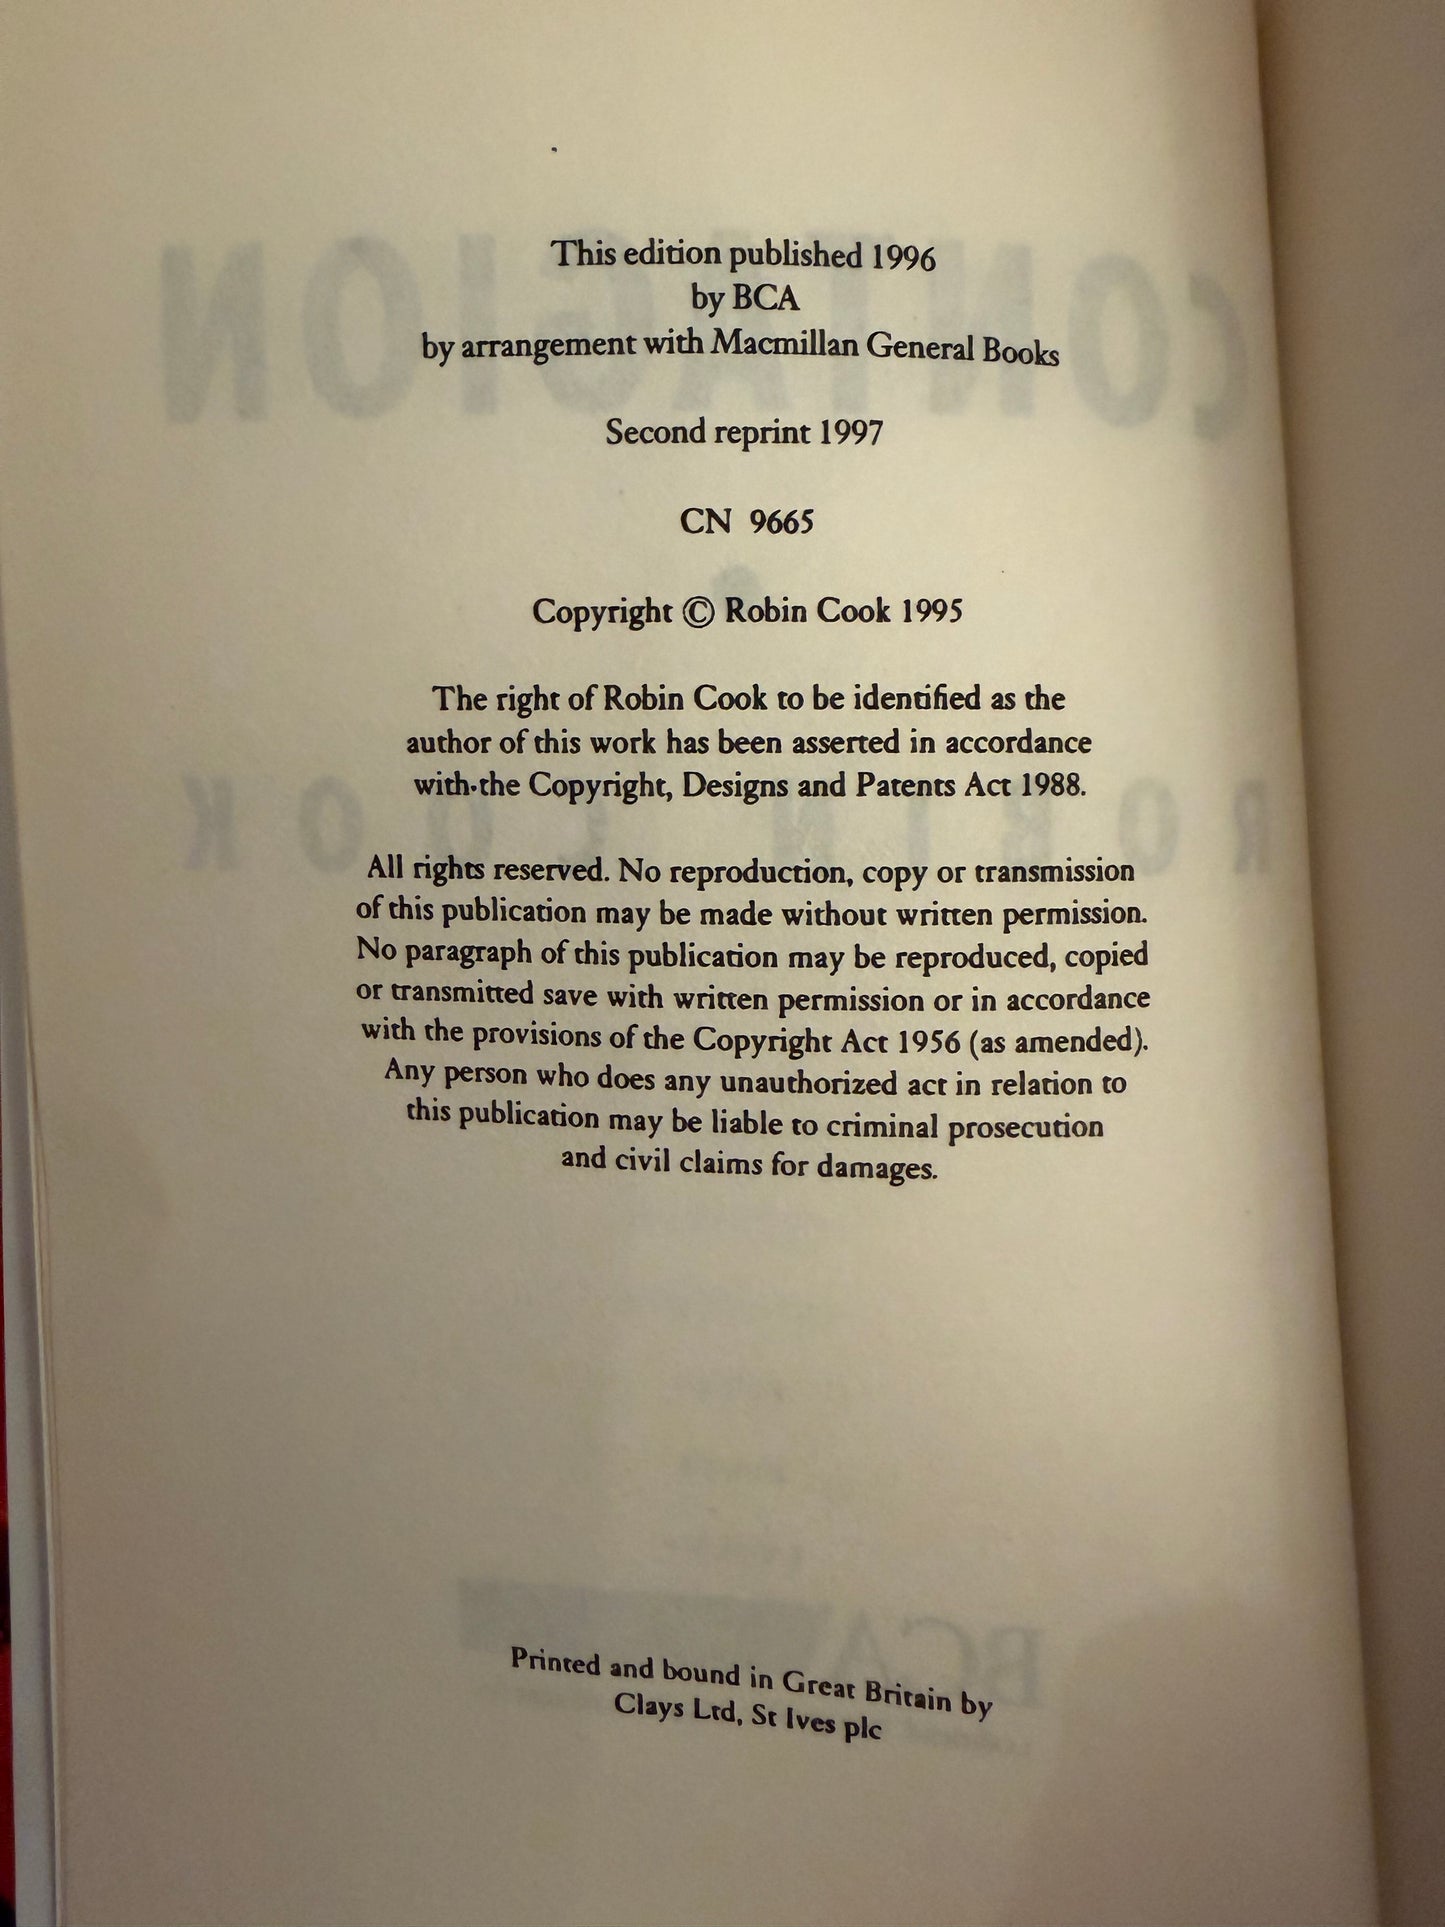 This edition published 1996
by BCA
by arrangement with Macmillan General Books
Second reprint 1997
CN 9665
Copyright © Robin Cook 1995
The right of Robin Cook to be identified as the
author of this work has been asserted in accordance
with the Copyright, Designs and Patents Act 1988.
All rights reserved. No reproduction, copy or transmission
of this publication may be made without written permission.
No paragraph of this publication may be reproduced, copied
or transmitted save with written permission or in accordance
with the provisions of the Copyright Act 1956 (as amended).
Any person who does any unauthorized act in relation to
this publication may be liable to criminal prosecution
and civil claims for damages.
Printed and bound in Great Britain by
Clays Ltd, St Ives plc
CONTAGION
ROBIN COOK
BCA